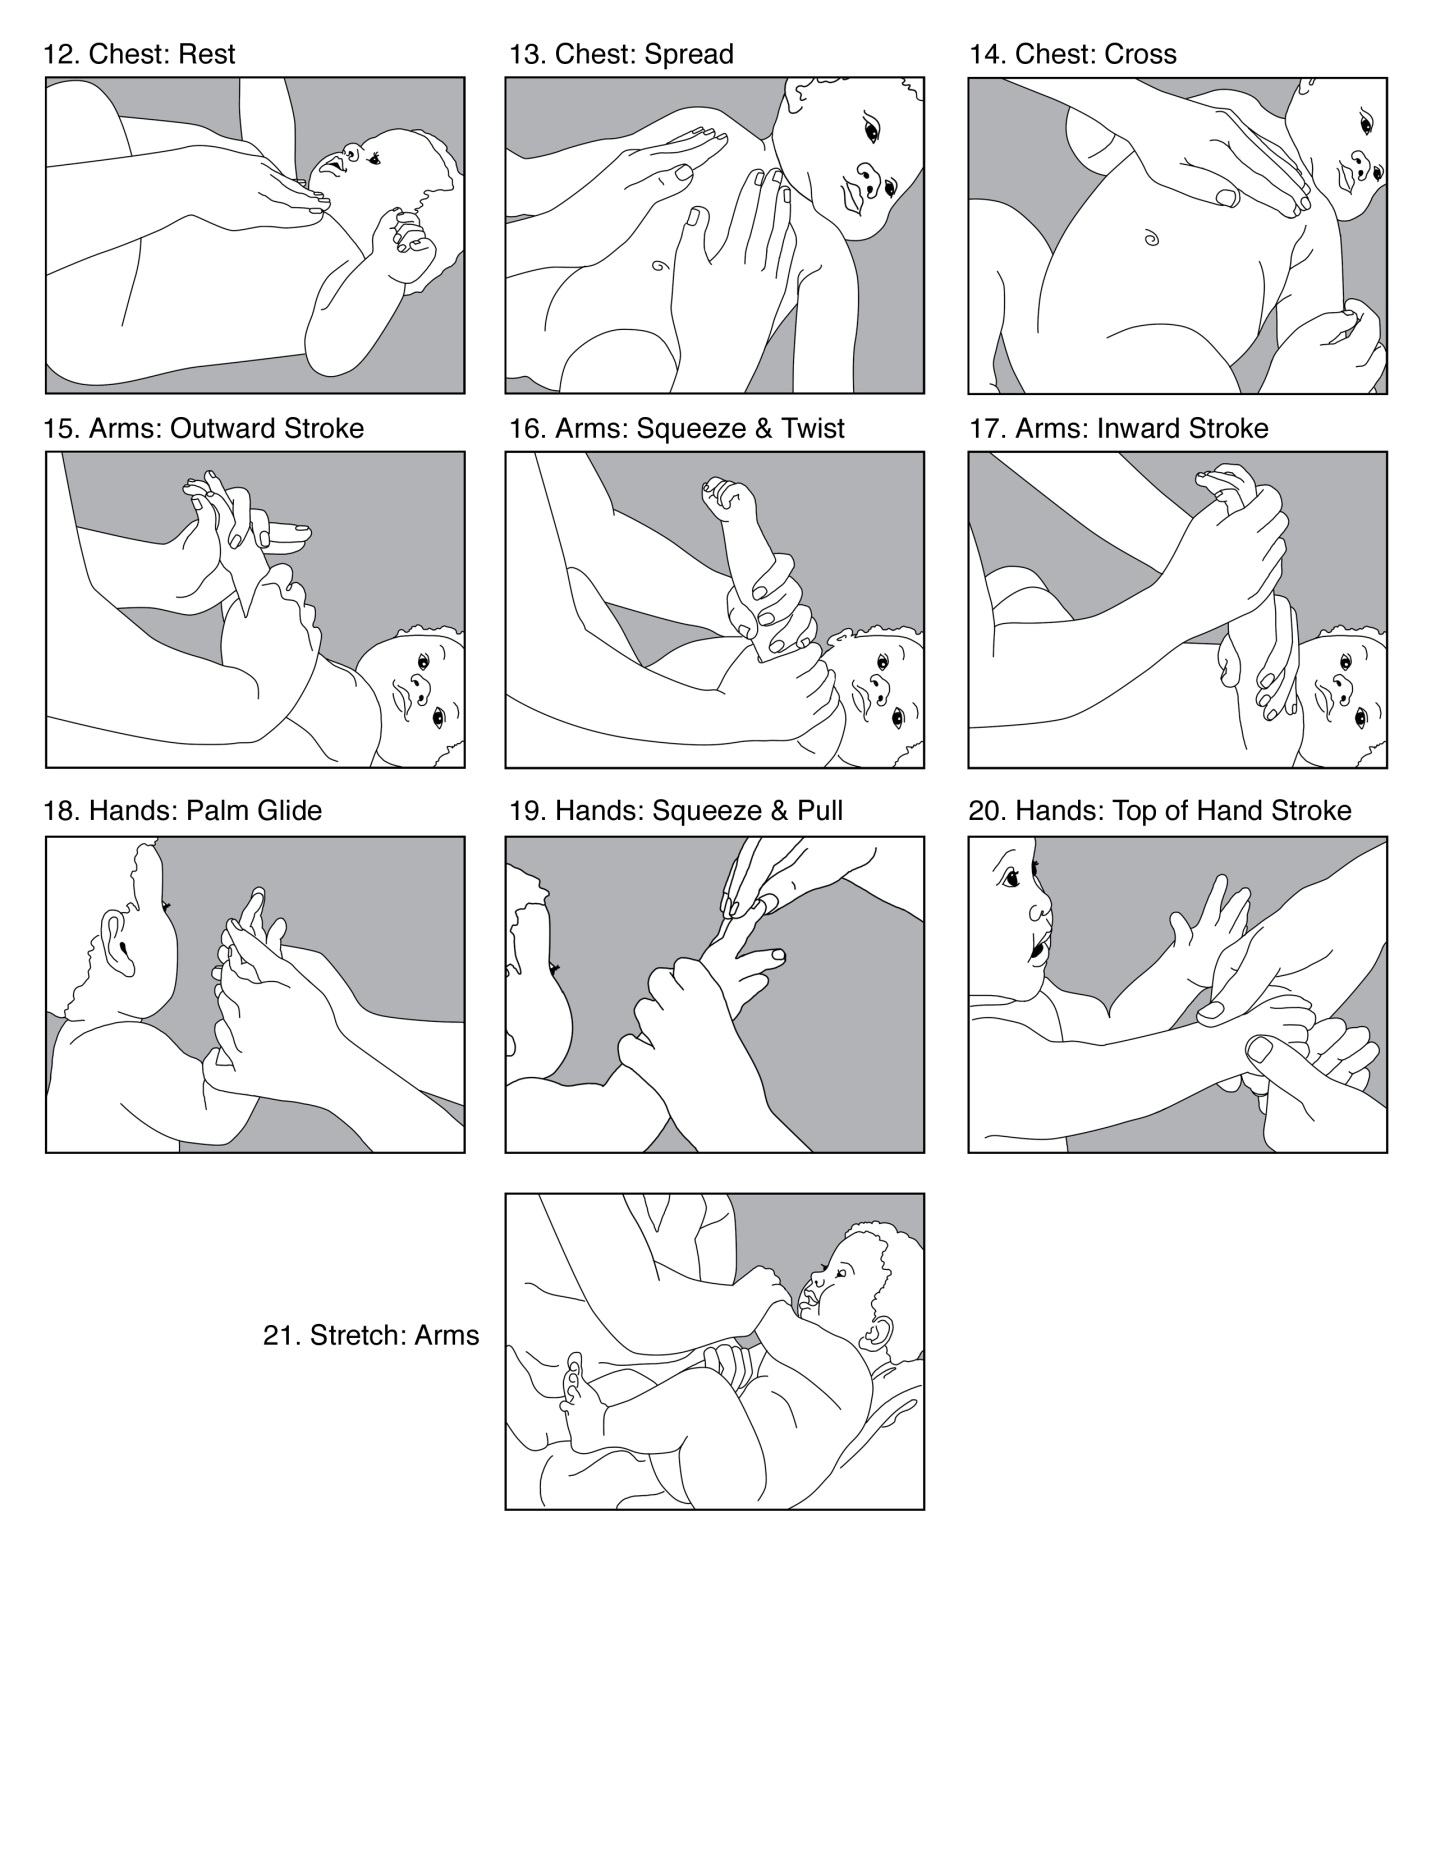 12. Chest: Rest
13. Chest: Spread
14. Chest: Cross
15. Arms: Outward Stroke
16. Arms: Squeeze & Twist
17. Arms: Inward Stroke
18. Hands: Palm Glide
19. Hands: Squeeze & Pull
20. Hands: Top of Hand Stroke
21. Stretch: Arms